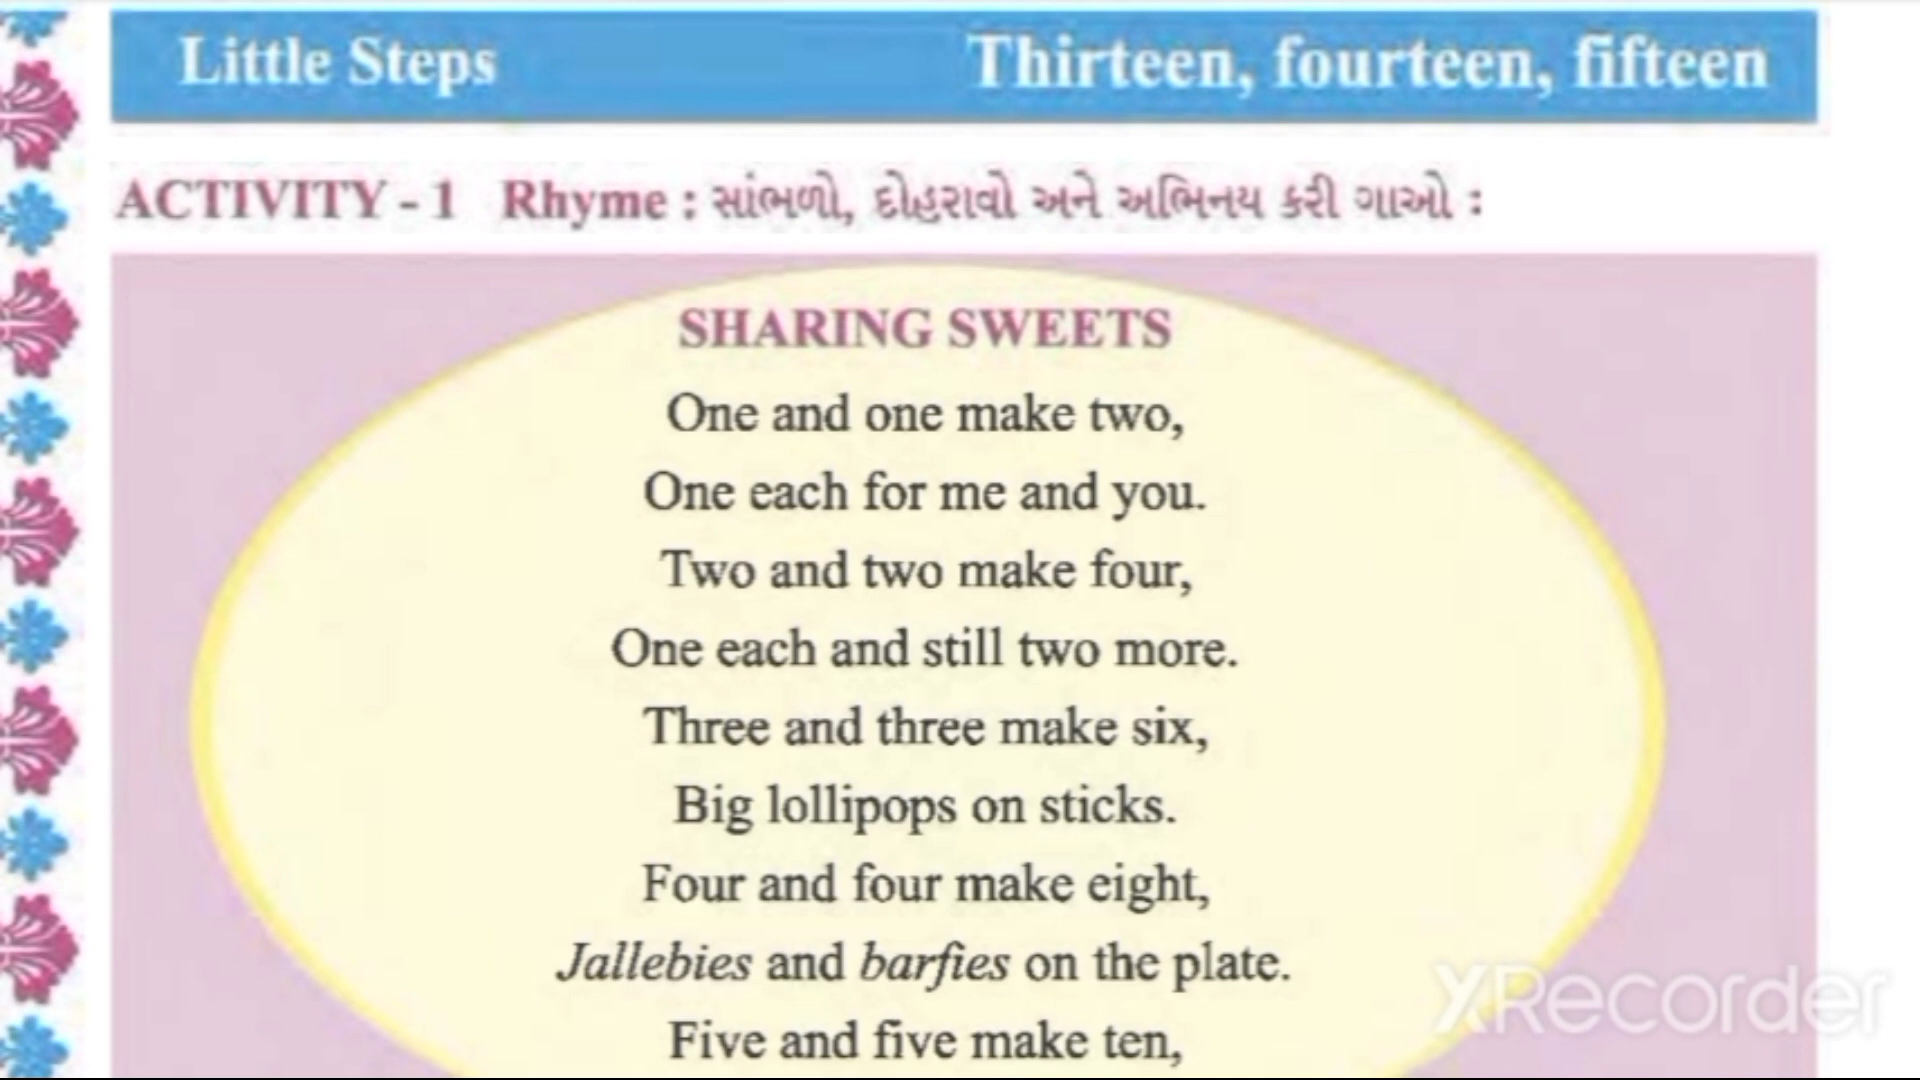 Little Steps Thirteen, fourteen, fifteen
ACTIVITY - 1 Rhyme : સાંભળો, દોહરાવો અને અભિનય કરી ગાઓ :
SHARING SWEETS
One and one make two,
One each for me and you.
Two and two make four,
One each and still two more.
Three and three make six,
Big lollipops on sticks.
Four and four make eight,
Jallebies and barfies on the plate.
Five and five make ten,
XRecorder